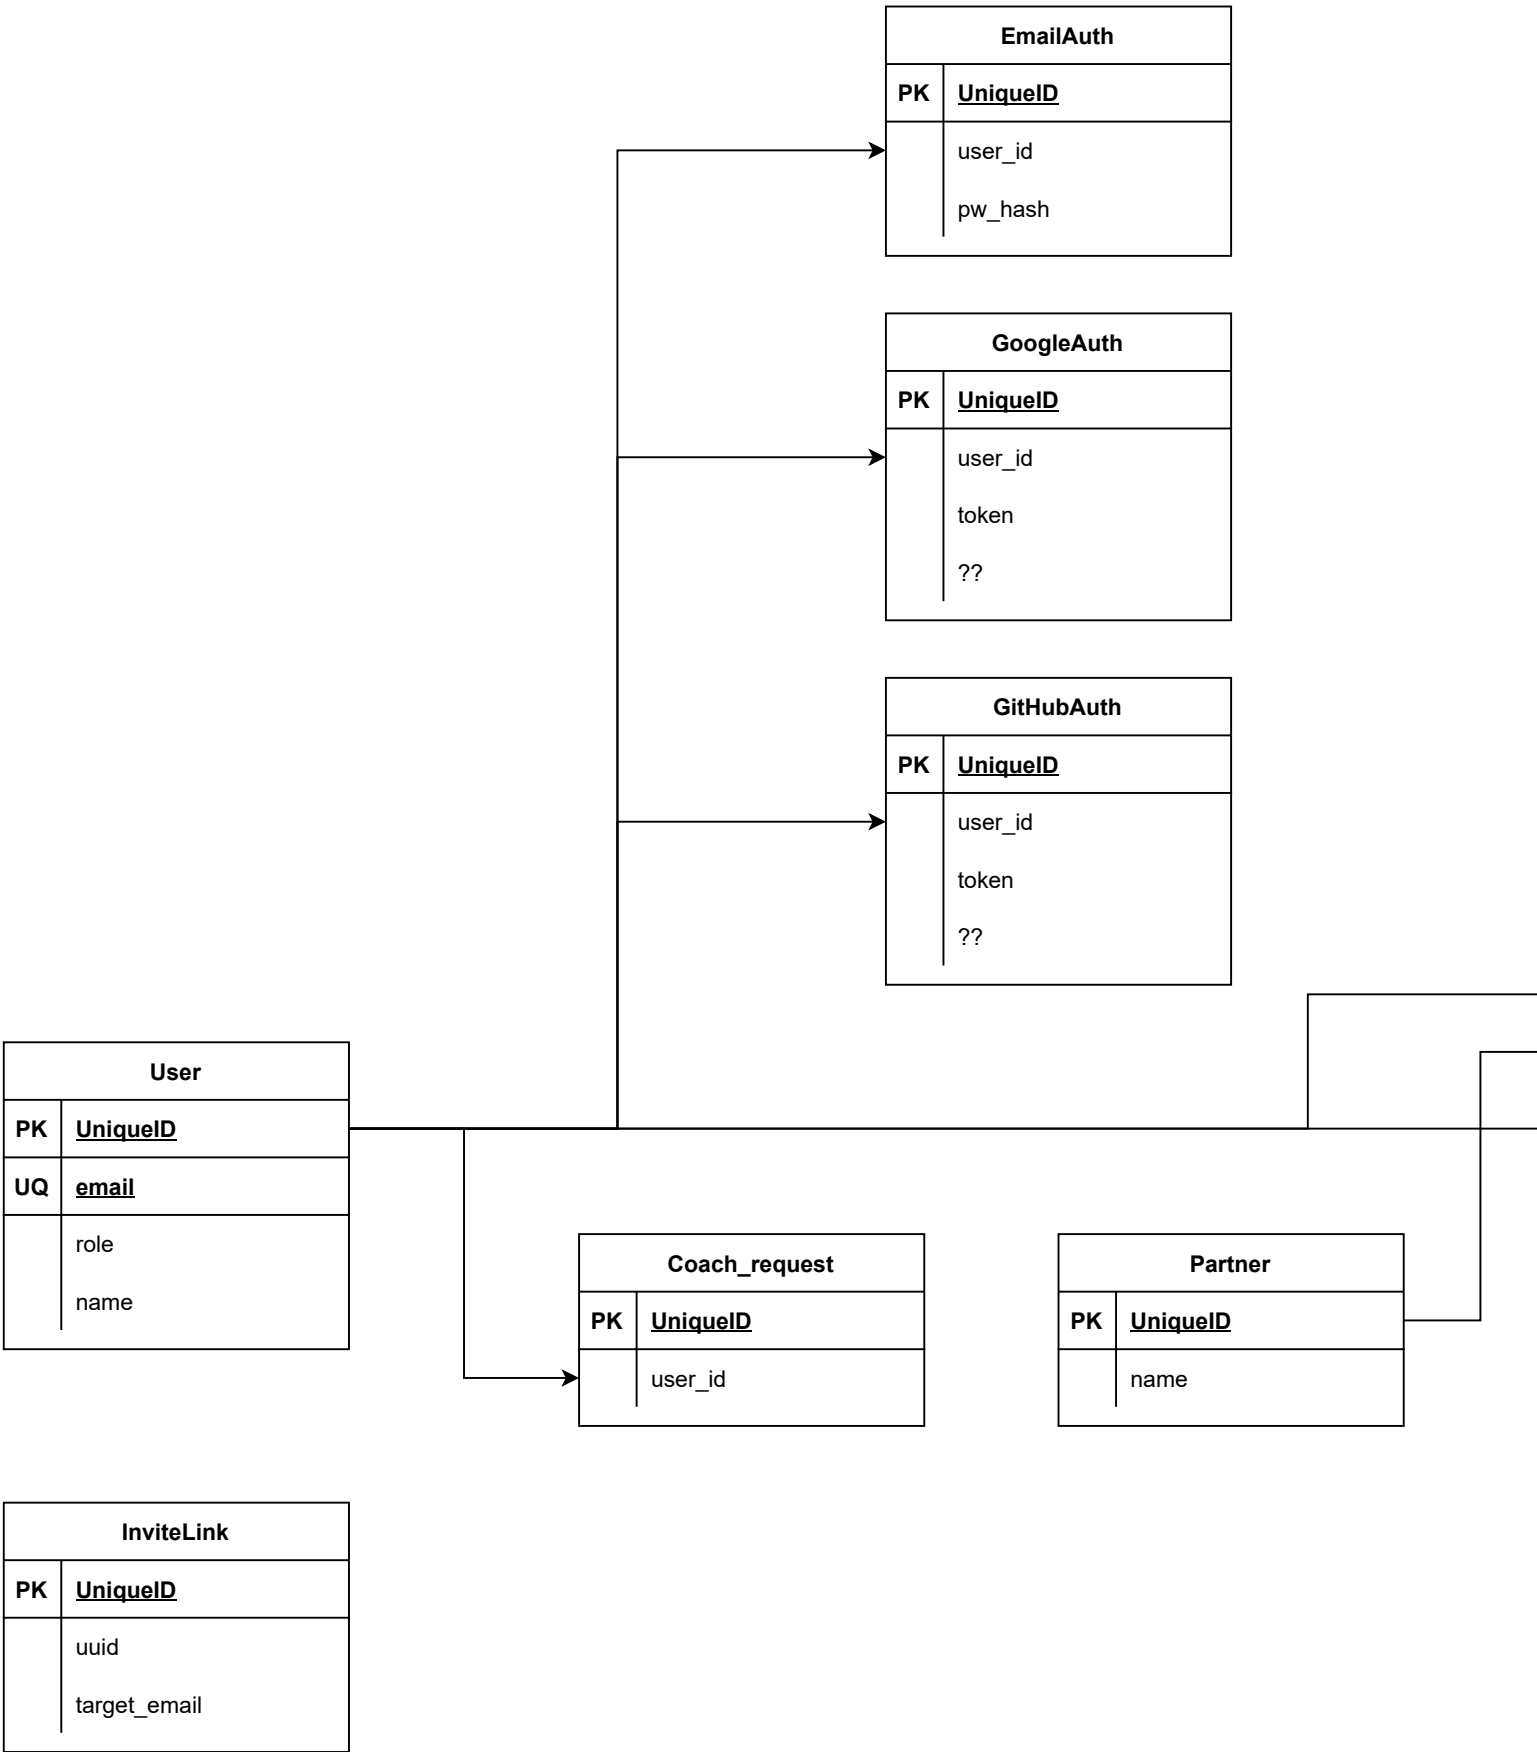 EmailAuth
PK UniqueID
user_id
pw_hash
GoogleAuth
PK UniqueID
user_id
token
??
GitHubAuth
PK UniqueID
user_id
token
??
User
PK UniqueID
UQ email
role
name
Coach_request
PK UniqueID
user_id
Partner
PK UniqueID
name
InviteLink
PK UniqueID
uuid
target_email